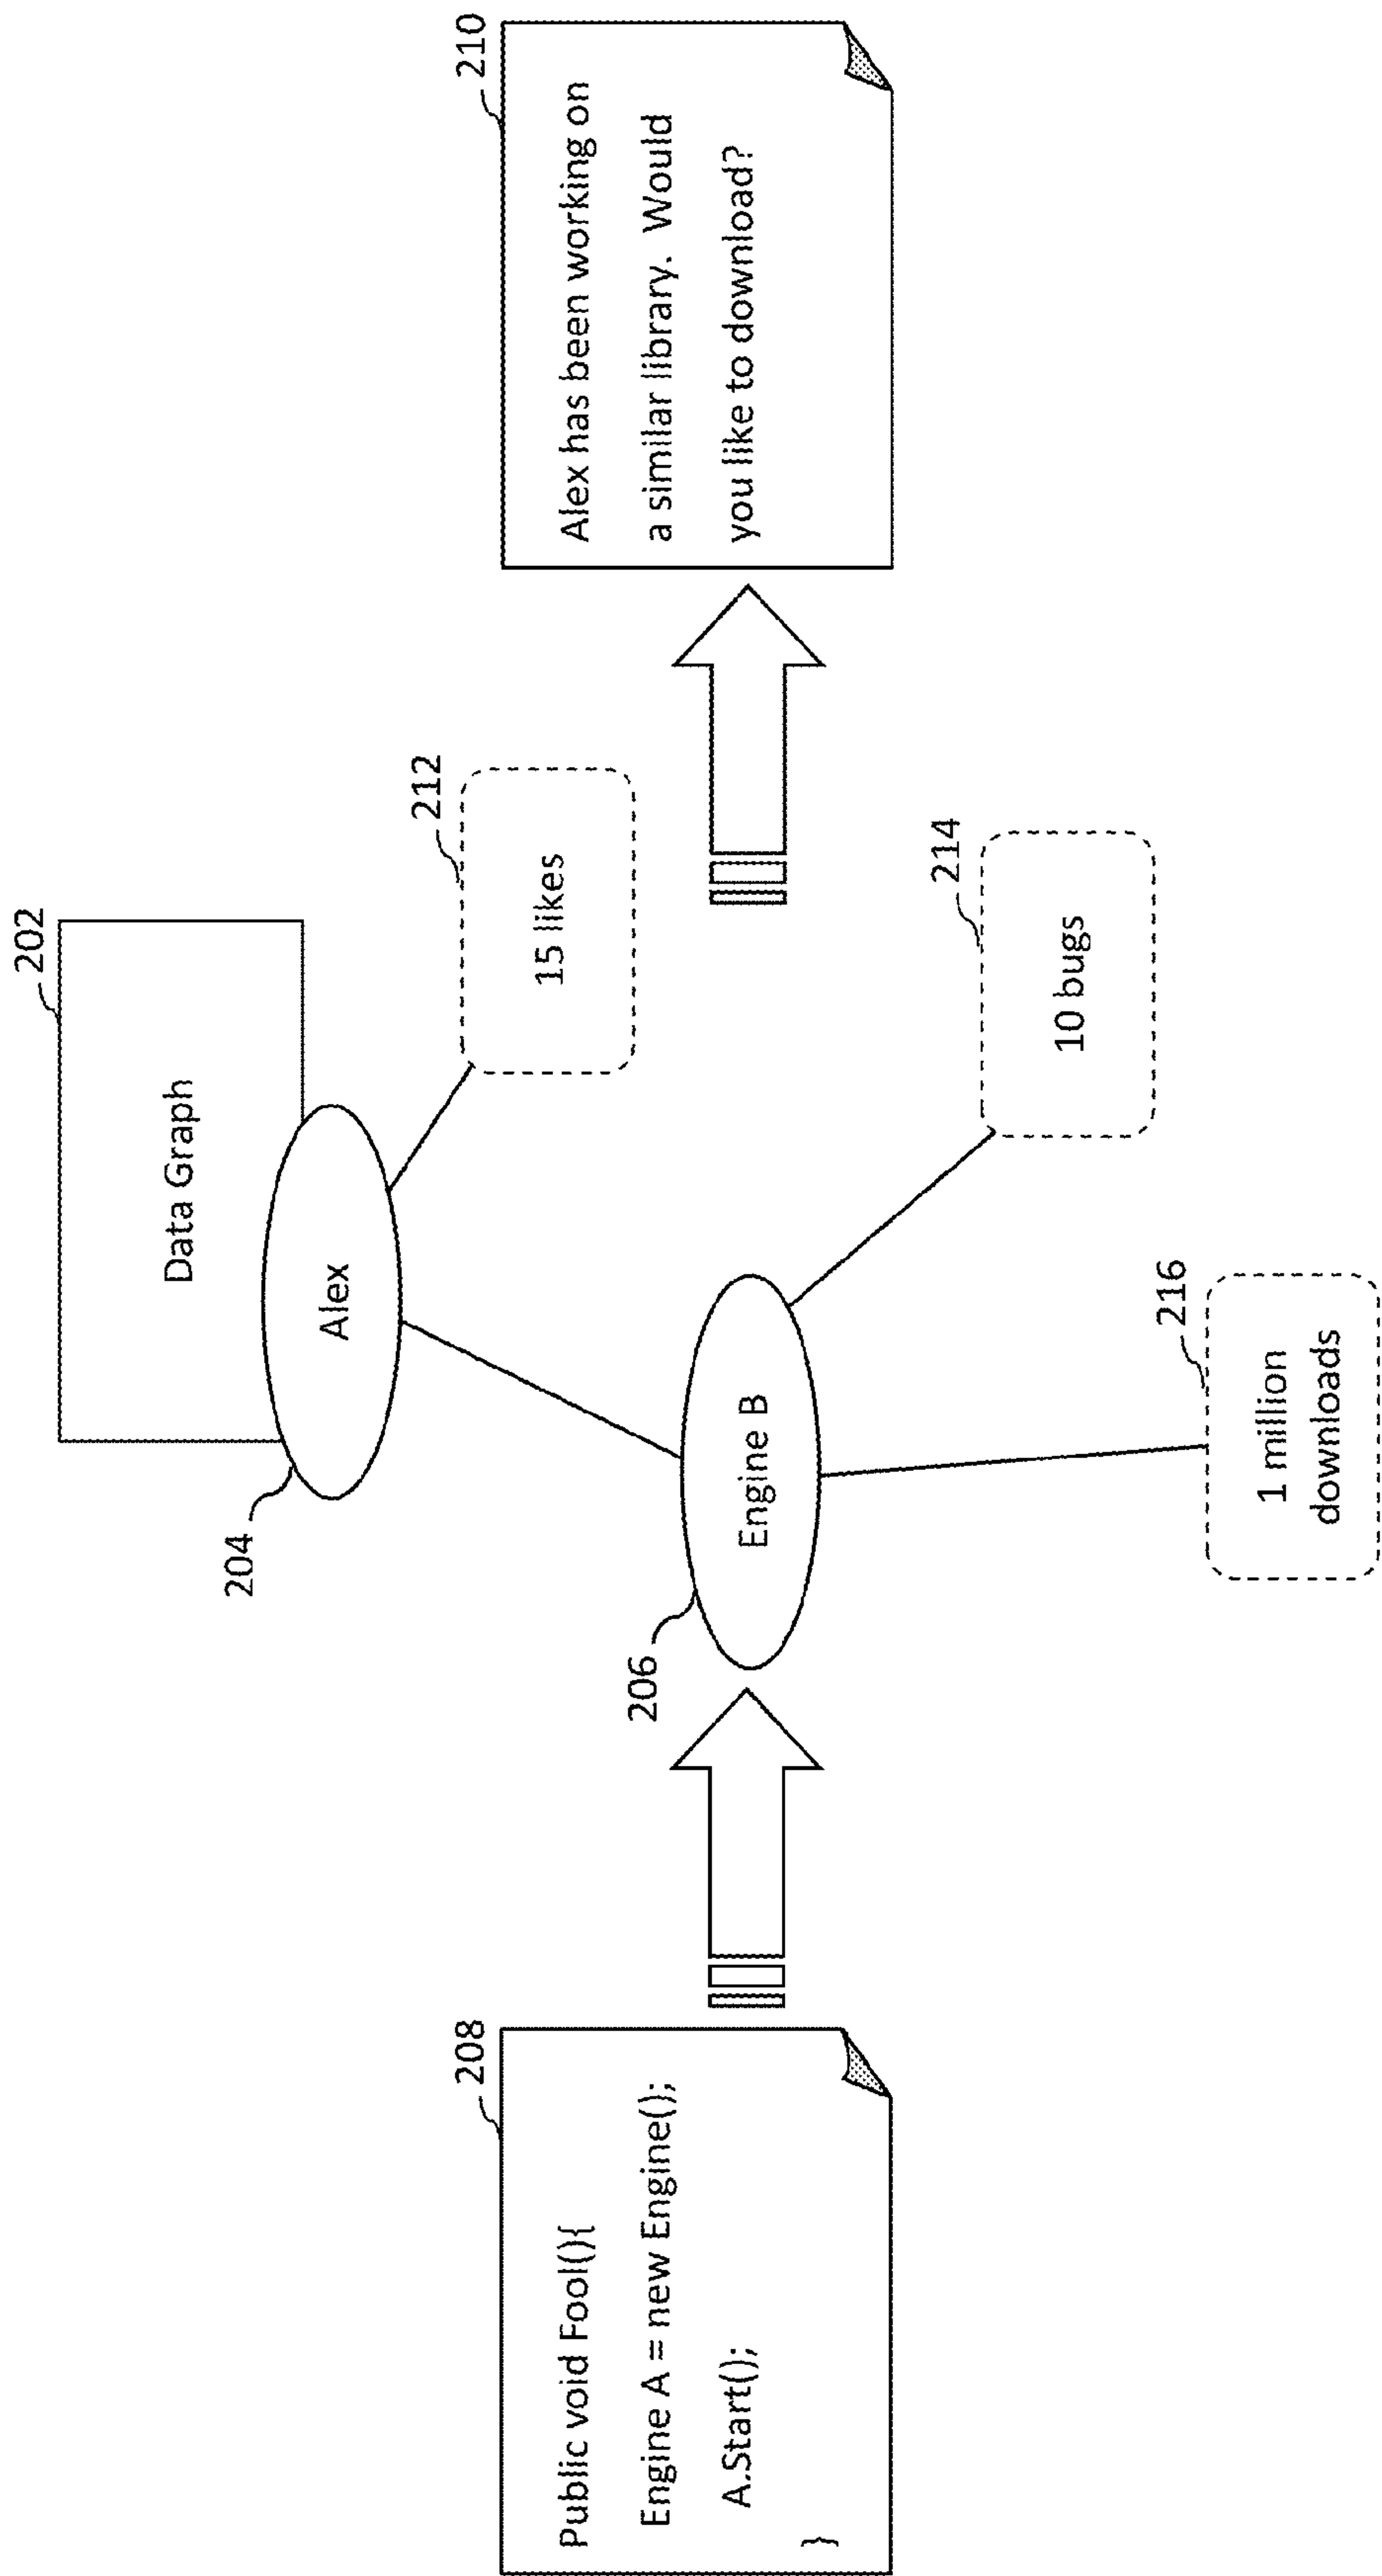 208
Public void Fool(){
Engine A = new Engine();
A.Start();
}
202
Data Graph
204
Alex
206
Engine B
212
15 likes
214
10 bugs
216
1 million
downloads
210
Alex has been working on
a similar library. Would
you like to download?